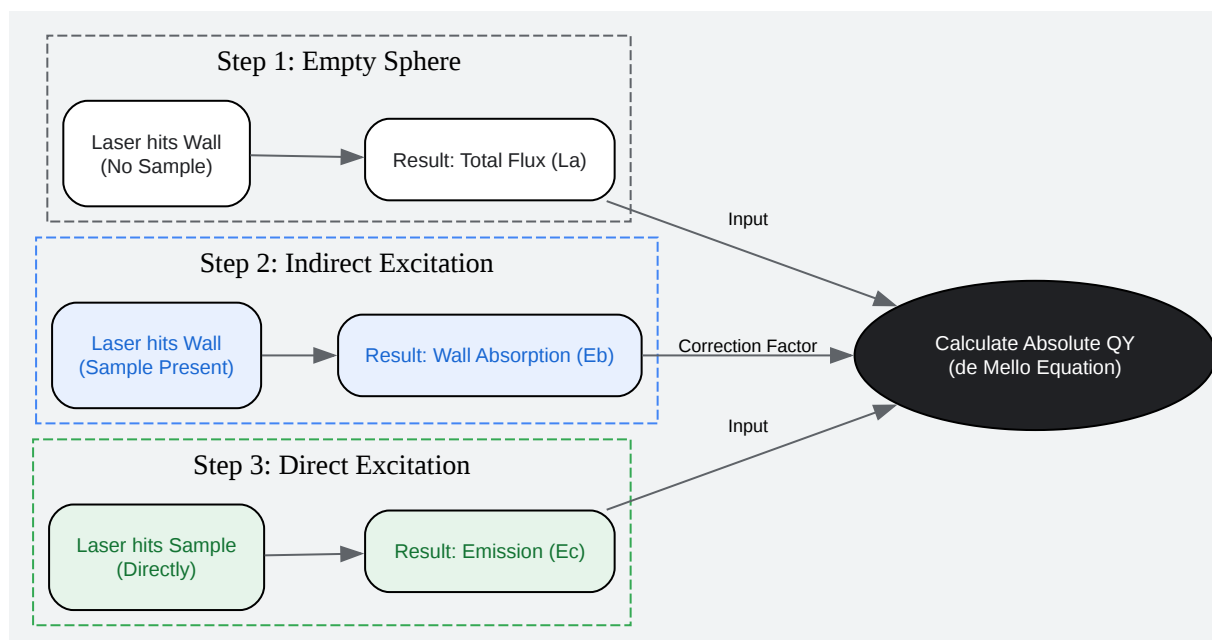 Step 1: Empty Sphere
Laser hits Wall
(No Sample)
Result: Total Flux (La)
Input
Step 2: Indirect Excitation
Laser hits Wall
(Sample Present)
Result: Wall Absorption (Eb)
Correction Factor
Calculate Absolute QY
(de Mello Equation)
Input
Step 3: Direct Excitation
Laser hits Sample
(Directly)
Result: Emission (Ec)